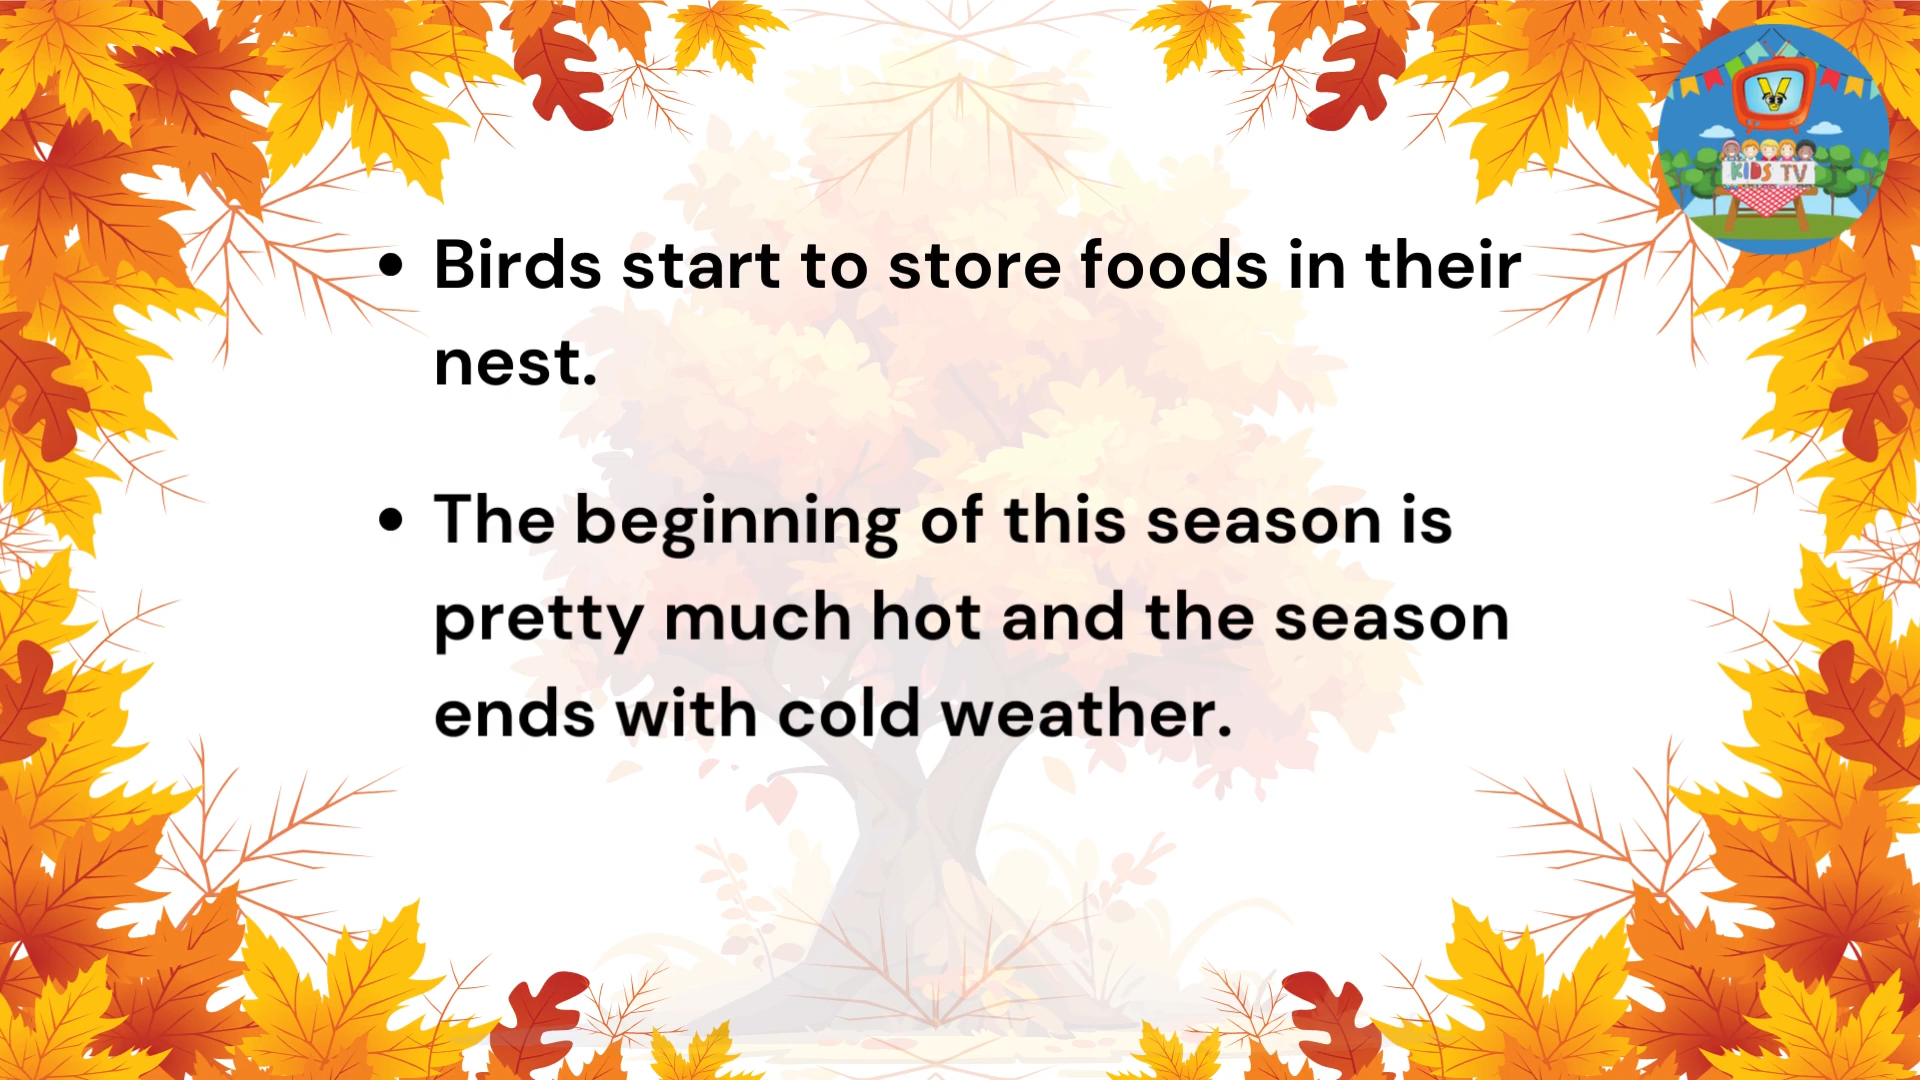 KIDS TV
• Birds start to store foods in their
nest.
• The beginning of this season is
pretty much hot and the season
ends with cold weather.